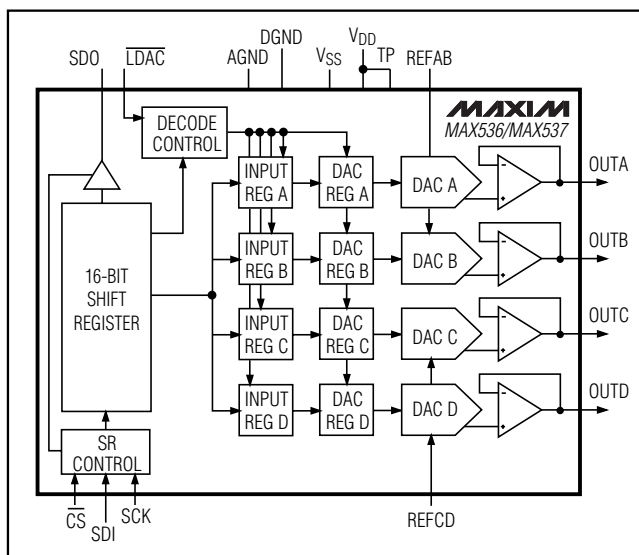 SDO
LDAC
AGND
DGND
VSS
VDD
TP
REFAB
MAXIM
MAX536/MAX537
DECODE
CONTROL
INPUT
REG A
DAC
REG A
DAC A
OUTA
INPUT
REG B
DAC
REG B
DAC B
OUTB
16-BIT
SHIFT
REGISTER
INPUT
REG C
DAC
REG C
DAC C
OUTC
INPUT
REG D
DAC
REG D
DAC D
OUTD
SR
CONTROL
CS
SDI
SCK
REFCD
- +
- +
- +
- +